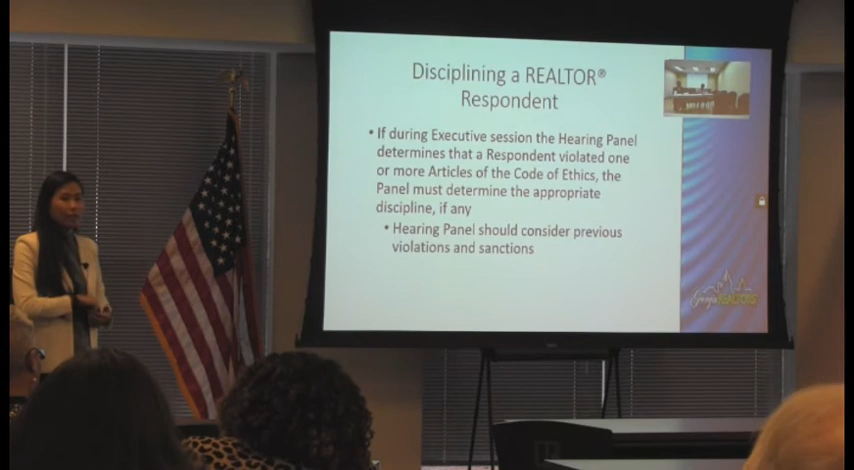 Disciplining a REALTOR®
Respondent
• If during Executive session the Hearing Panel
determines that a Respondent violated one
or more Articles of the Code of Ethics, the
Panel must determine the appropriate
discipline, if any
• Hearing Panel should consider previous
violations and sanctions
Georgia REALTORS